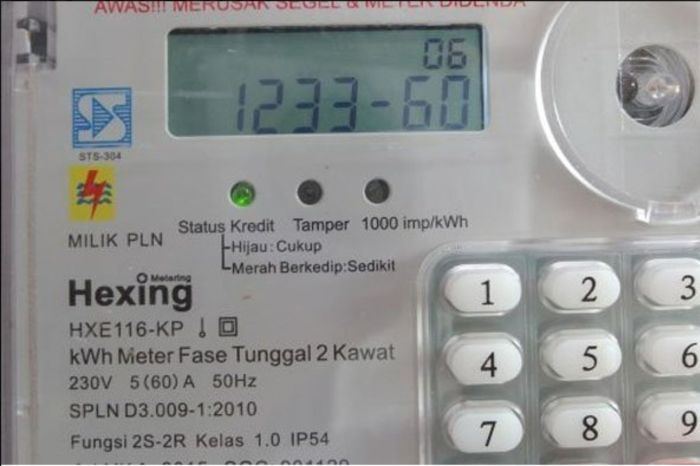 AWAS!!! MERUSAK SEGEL & METER DIDENDA
06
1233-60
STS-304
MILIK PLN
Status Kredit Tamper 1000 imp/kWh
Hijau: Cukup
Merah Berkedip: Sedikit
Hexing Metering
HXE116-KP
kWh Meter Fase Tunggal 2 Kawat
230V 5(60)A 50Hz
SPLN D3.009-1:2010
Fungsi 2S-2R Kelas 1.0 IP54
1 2 3
4 5 6
7 8 9